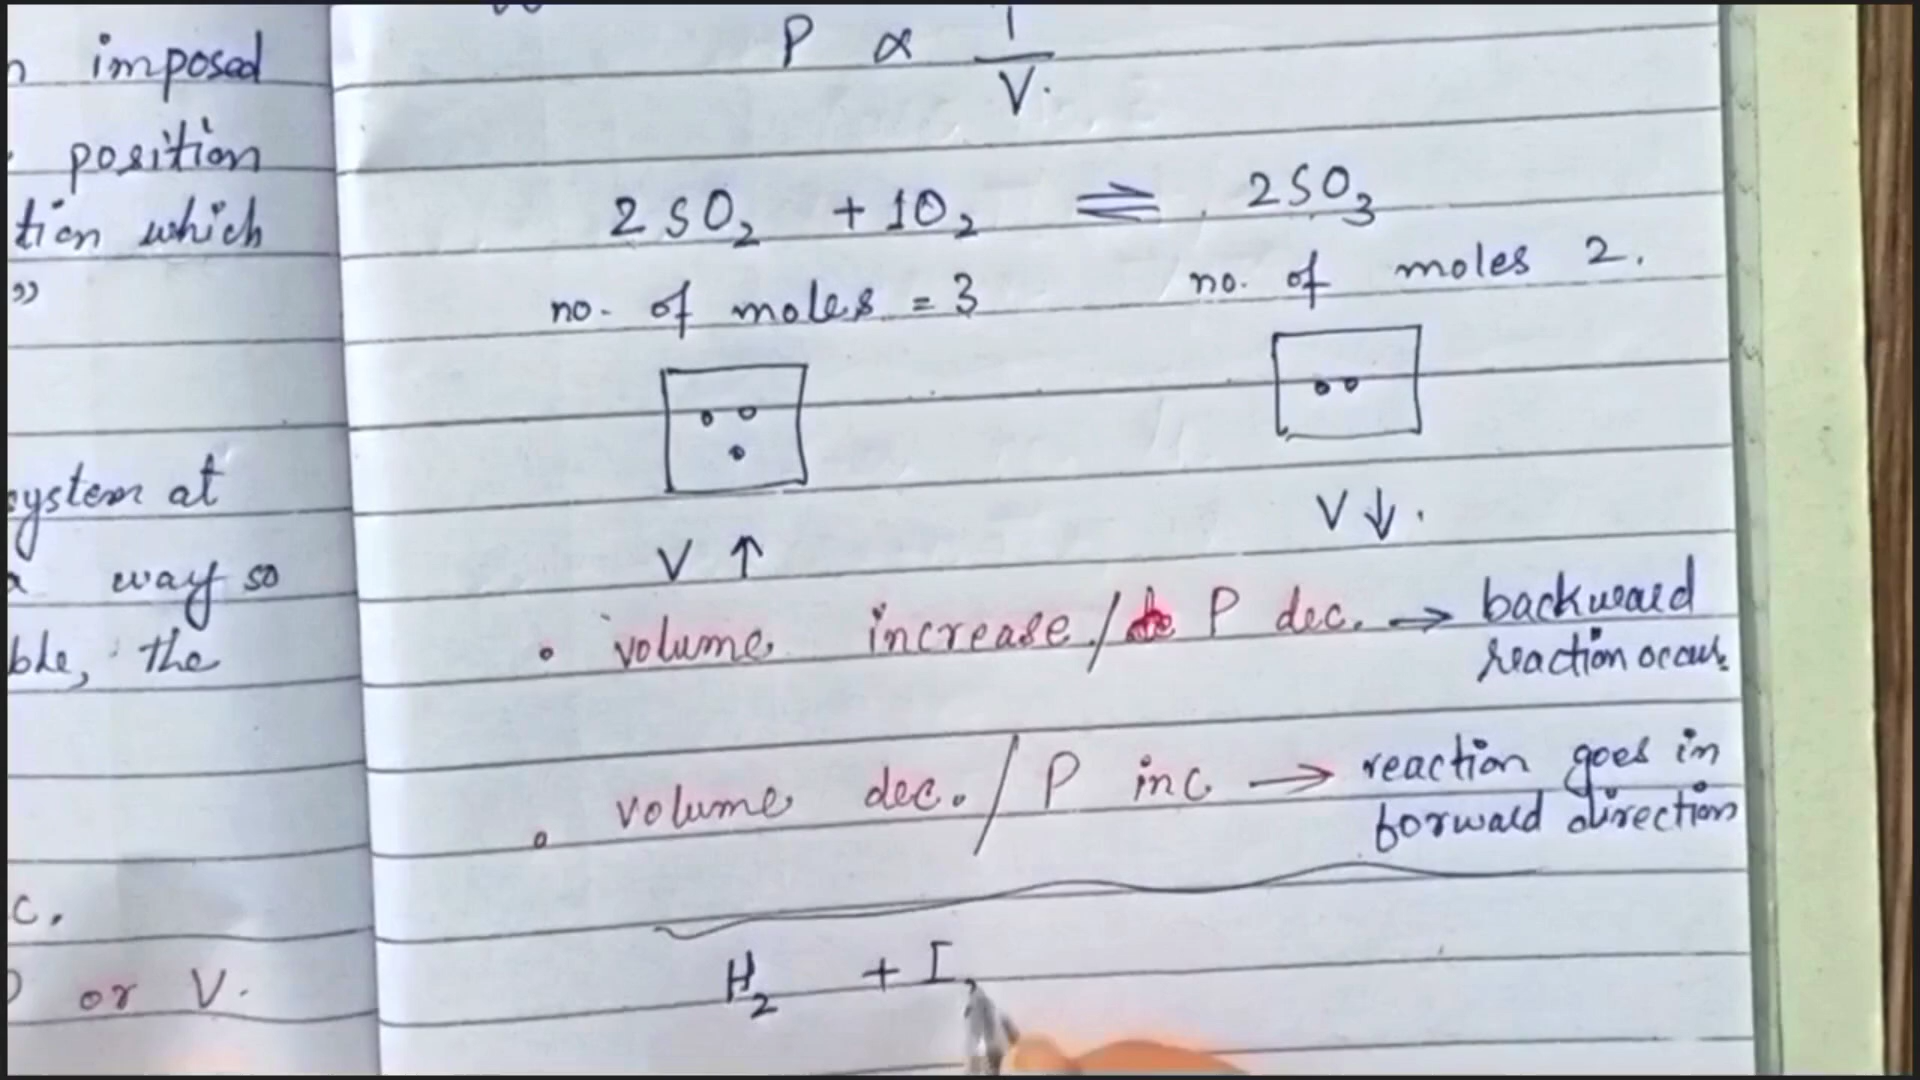 imposed
position
tion which
"
system at
way so
ble, the
c.
or V.
P ∝ 1/V.
2SO₂ + 1O₂ ⇌ 2SO₃
no. of moles = 3
no. of moles 2.
V ↑
V ↓.
• volume increase / P dec. → backward
reaction occurs
• volume dec. / P inc → reaction goes in
forward direction
H₂ + I₂